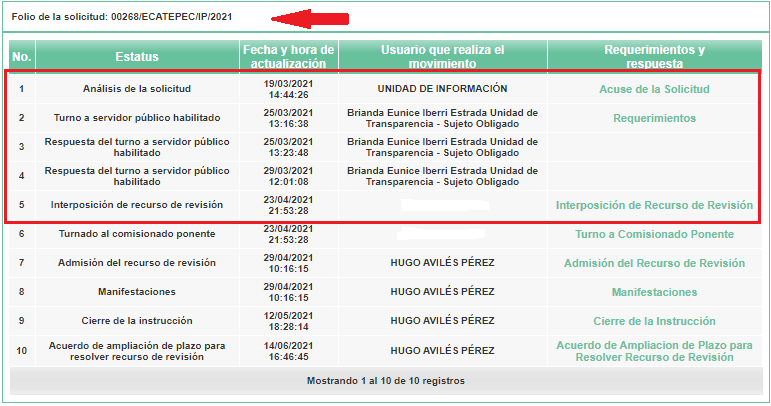 Folio de la solicitud: 00268/ECATEPEC/IP/2021
No. Estatus Fecha y hora de actualización Usuario que realiza el movimiento Requerimientos y respuesta
1 Análisis de la solicitud 19/03/2021 14:44:26 UNIDAD DE INFORMACIÓN Acuse de la Solicitud
2 Turno a servidor público habilitado 25/03/2021 13:16:38 Brianda Eunice Iberri Estrada Unidad de Transparencia - Sujeto Obligado Requerimientos
3 Respuesta del turno a servidor público habilitado 25/03/2021 13:23:48 Brianda Eunice Iberri Estrada Unidad de Transparencia - Sujeto Obligado
4 Respuesta del turno a servidor público habilitado 29/03/2021 12:01:08 Brianda Eunice Iberri Estrada Unidad de Transparencia - Sujeto Obligado
5 Interposición de recurso de revisión 23/04/2021 21:53:28 Interposición de Recurso de Revisión
6 Turnado al comisionado ponente 23/04/2021 21:53:28 Turno a Comisionado Ponente
7 Admisión del recurso de revisión 29/04/2021 10:16:15 HUGO AVILÉS PÉREZ Admisión del Recurso de Revisión
8 Manifestaciones 29/04/2021 10:16:15 HUGO AVILÉS PÉREZ Manifestaciones
9 Cierre de la instrucción 12/05/2021 18:28:14 HUGO AVILÉS PÉREZ Cierre de la Instrucción
10 Acuerdo de ampliación de plazo para resolver recurso de revisión 14/06/2021 16:46:45 HUGO AVILÉS PÉREZ Acuerdo de Ampliacion de Plazo para Resolver Recurso de Revisión
Mostrando 1 al 10 de 10 registros